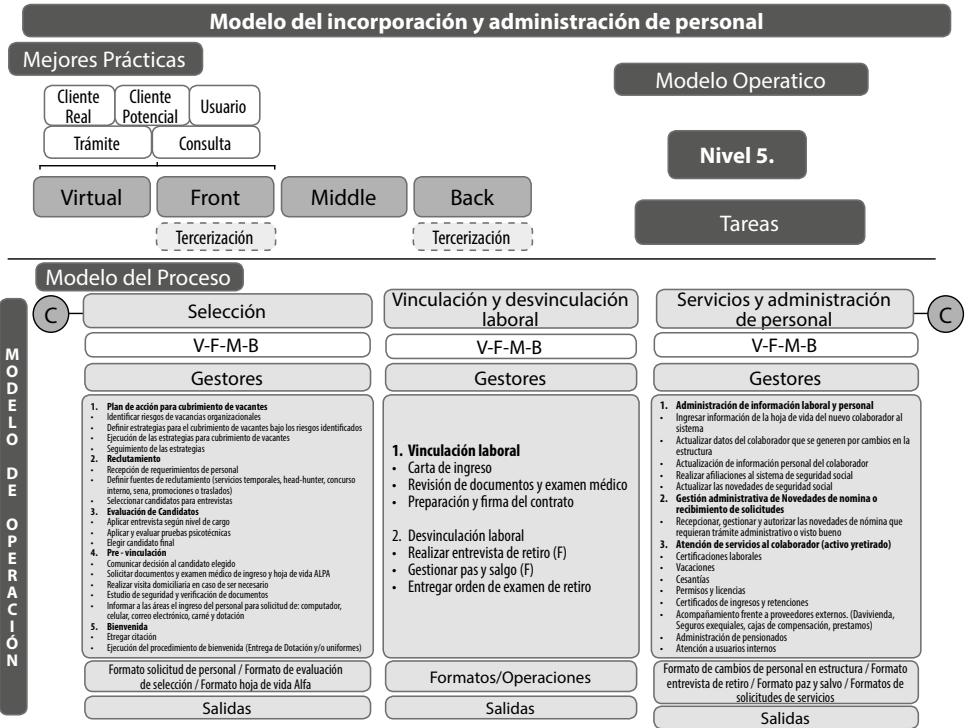 Modelo del incorporación y administración de personal
Mejores Prácticas
Cliente
Real
Cliente
Potencial
Usuario
Trámite
Consulta
Modelo Operatico
Nivel 5.
Tareas
Virtual
Front
Middle
Back
Tercerización
Tercerización
Modelo del Proceso
MODELO DE OPERACIÓN
C
Selección
V-F-M-B
Gestores
1. Plan de acción para cubrimiento de vacantes
• Identificar riesgos de vacancias organizacionales
• Definir estrategias para el cubrimiento de vacantes bajo los riesgos identificados
• Ejecución de las estrategias para cubrimiento de vacantes
• Seguimiento de las estrategias
2. Reclutamiento
• Recepción de requerimientos de personal
• Definir fuentes de reclutamiento (servicios temporales, head-hunter, concurso
interno, sena, promociones o traslados)
• Seleccionar candidatos para entrevistas
3. Evaluación de Candidatos
• Aplicar entrevista según nivel de cargo
• Aplicar y evaluar pruebas psicotécnicas
• Elegir candidato final
4. Pre - vinculación
• Comunicar decisión al candidato elegido
• Solicitar documentos y examen médico de ingreso y hoja de vida ALPA
• Realizar visita domiciliaria en caso de ser necesario
• Estudio de seguridad y verificación de documentos
• Informar a las áreas el ingreso del personal para solicitud de: computador,
celular, correo electrónico, carné y dotación
5. Bienvenida
• Etregar citación
• Ejecución del procedimiento de bienvenida (Entrega de Dotación y/o uniformes)
Formato solicitud de personal / Formato de evaluación
de selección / Formato hoja de vida Alfa
Salidas
Vinculación y desvinculación
laboral
V-F-M-B
Gestores
1. Vinculación laboral
• Carta de ingreso
• Revisión de documentos y examen médico
• Preparación y firma del contrato
2. Desvinculación laboral
• Realizar entrevista de retiro (F)
• Gestionar pas y salgo (F)
• Entregar orden de examen de retiro
Formatos/Operaciones
Salidas
Servicios y administración
de personal
C
V-F-M-B
Gestores
1. Administración de información laboral y personal
• Ingresar información de la hoja de vida del nuevo colaborador al
sistema
• Actualizar datos del colaborador que se generen por cambios en la
estructura
• Actualización de información personal del colaborador
• Realizar afiliaciones al sistema de seguridad social
• Actualizar las novedades de seguridad social
2. Gestión administrativa de Novedades de nomina o
recibimiento de solicitudes
• Recepcionar, gestionar y autorizar las novedades de nómina que
requieran trámite administrativo o visto bueno
3. Atención de servicios al colaborador (activo yretirado)
• Certificaciones laborales
• Vacaciones
• Cesantías
• Permisos y licencias
• Certificados de ingresos y retenciones
• Acompañamiento frente a proveedores externos. (Davivienda,
Seguros exequiales, cajas de compensación, prestamos)
• Administración de pensionados
• Atención a usuarios internos
Formato de cambios de personal en estructura / Formato
entrevista de retiro / Formato paz y salvo / Formatos de
solicitudes de servicios
Salidas